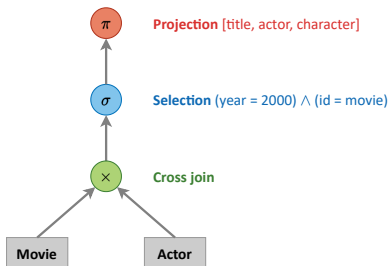 π Projection [title, actor, character]
σ Selection (year = 2000) ∧ (id = movie)
× Cross join
Movie Actor